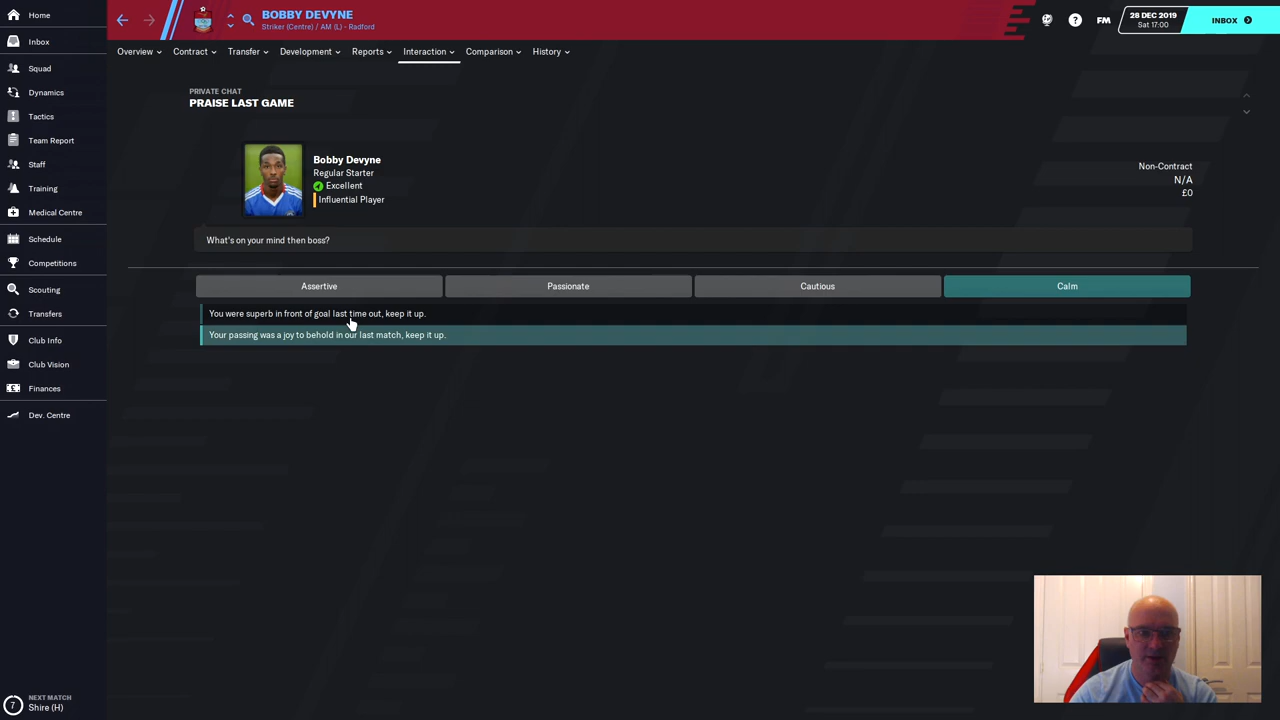 Home
Inbox
Squad
Dynamics
Tactics
Team Report
Staff
Training
Medical Centre
Schedule
Competitions
Scouting
Transfers
Club Info
Club Vision
Finances
Dev. Centre
NEXT MATCH
7 Shire (H)
BOBBY DEVYNE
Striker (Centre) / AM (L) - Radford
? FM 28 DEC 2019 INBOX
Sat 17:00
Overview Contract Transfer Development Reports Interaction Comparison History
PRIVATE CHAT
PRAISE LAST GAME
Bobby Devyne
Regular Starter
Excellent
Influential Player
Non-Contract
N/A
£0
What's on your mind then boss?
Assertive Passionate Cautious Calm
You were superb in front of goal last time out, keep it up.
Your passing was a joy to behold in our last match, keep it up.